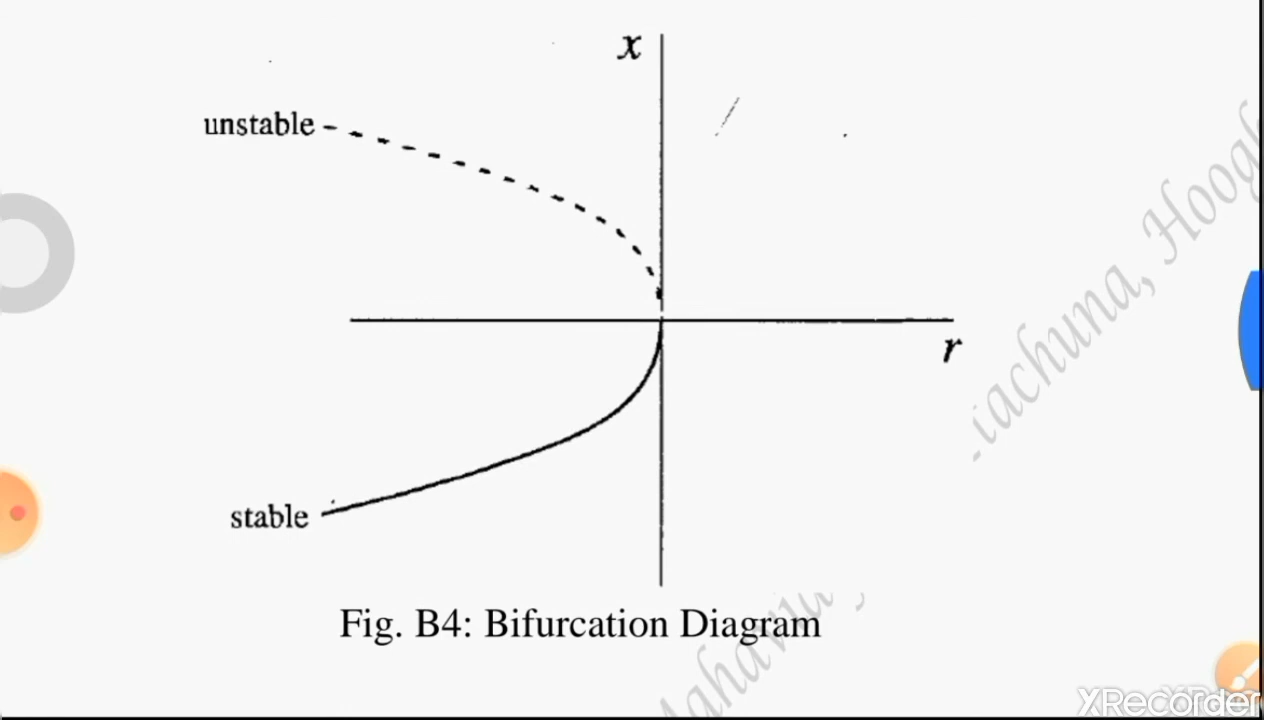 x
unstable
r
stable
Fig. B4: Bifurcation Diagram
XRecorder